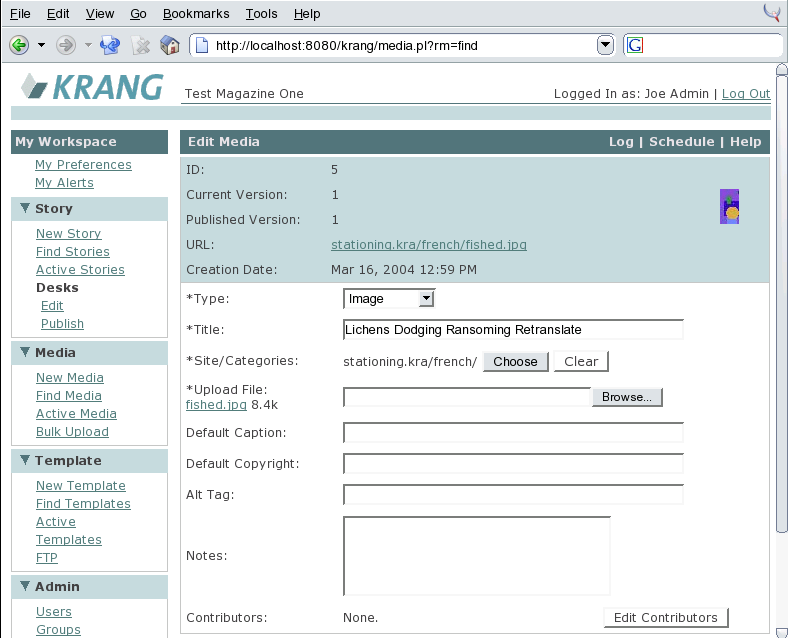 File Edit View Go Bookmarks Tools Help
http://localhost:8080/krang/media.pl?rm=find
G
KRANG
Test Magazine One
Logged In as: Joe Admin | Log Out
My Workspace
My Preferences
My Alerts
Story
New Story
Find Stories
Active Stories
Desks
Edit
Publish
Media
New Media
Find Media
Active Media
Bulk Upload
Template
New Template
Find Templates
Active
Templates
FTP
Admin
Users
Groups
Edit Media
Log | Schedule | Help
ID: 5
Current Version: 1
Published Version: 1
URL: stationing.kra/french/fished.jpg
Creation Date: Mar 16, 2004 12:59 PM
*Type: Image
*Title: Lichens Dodging Ransoming Retranslate
*Site/Categories: stationing.kra/french/ Choose Clear
*Upload File:
fished.jpg 8.4k
Browse...
Default Caption:
Default Copyright:
Alt Tag:
Notes:
Contributors: None. Edit Contributors